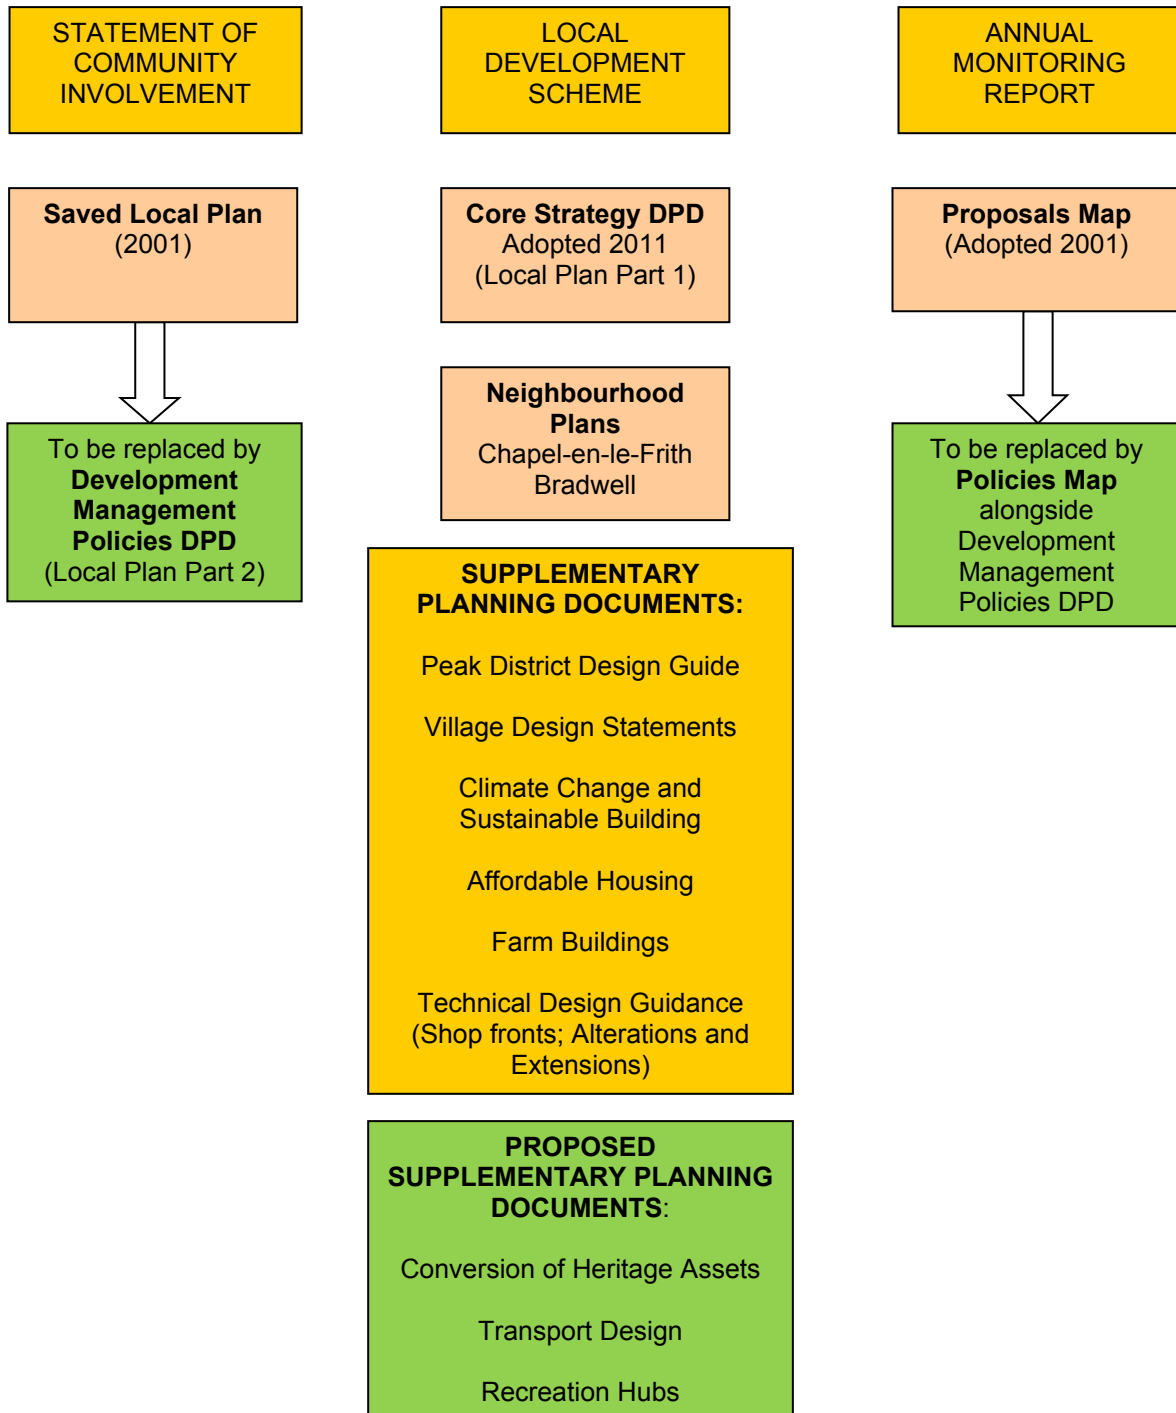 STATEMENT OF
COMMUNITY
INVOLVEMENT
LOCAL
DEVELOPMENT
SCHEME
ANNUAL
MONITORING
REPORT
Saved Local Plan
(2001)
Core Strategy DPD
Adopted 2011
(Local Plan Part 1)
Proposals Map
(Adopted 2001)
Neighbourhood
Plans
Chapel-en-le-Frith
Bradwell
To be replaced by
Development
Management
Policies DPD
(Local Plan Part 2)
To be replaced by
Policies Map
alongside
Development
Management
Policies DPD
SUPPLEMENTARY
PLANNING DOCUMENTS:
Peak District Design Guide
Village Design Statements
Climate Change and
Sustainable Building
Affordable Housing
Farm Buildings
Technical Design Guidance
(Shop fronts; Alterations and
Extensions)
PROPOSED
SUPPLEMENTARY PLANNING
DOCUMENTS:
Conversion of Heritage Assets
Transport Design
Recreation Hubs